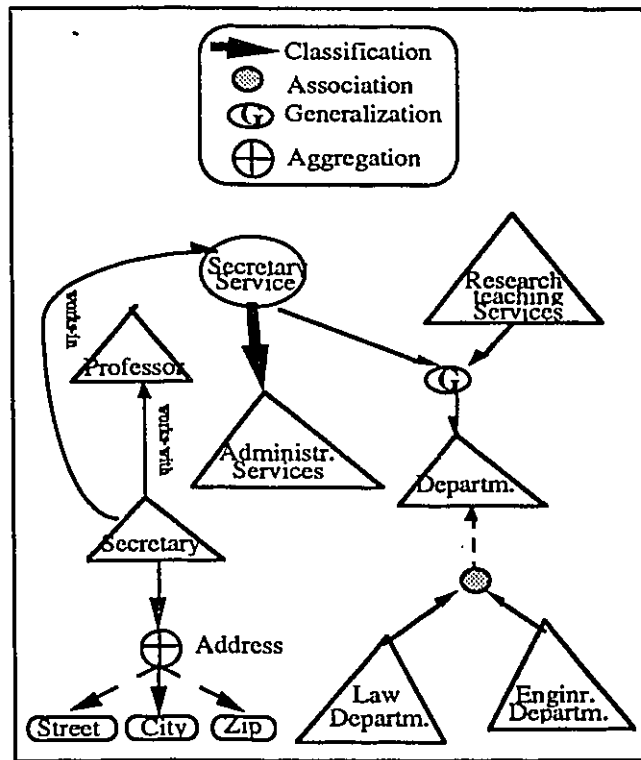 Classification
Association
G Generalization
Aggregation
Secretary
Service
Research
teaching
Services
works-in
Professor
G
works-with
Administr.
Services
Departm.
Secretary
Address
Street City Zip
Law
Departm.
Enginr.
Departm.